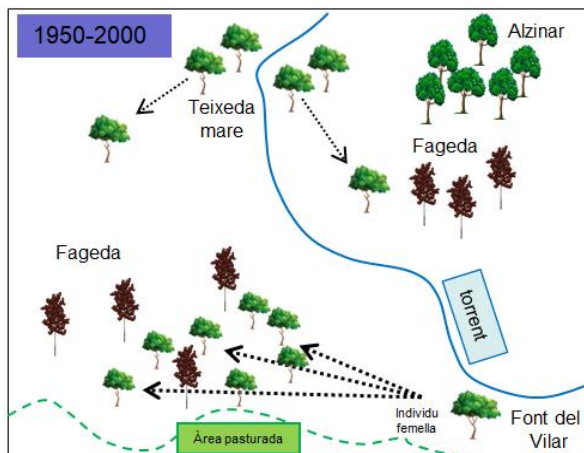 1950-2000
Alzinar
Teixeda
mare
Fageda
Fageda
torrent
Individu
femella
Font del
Vilar
Àrea pasturada